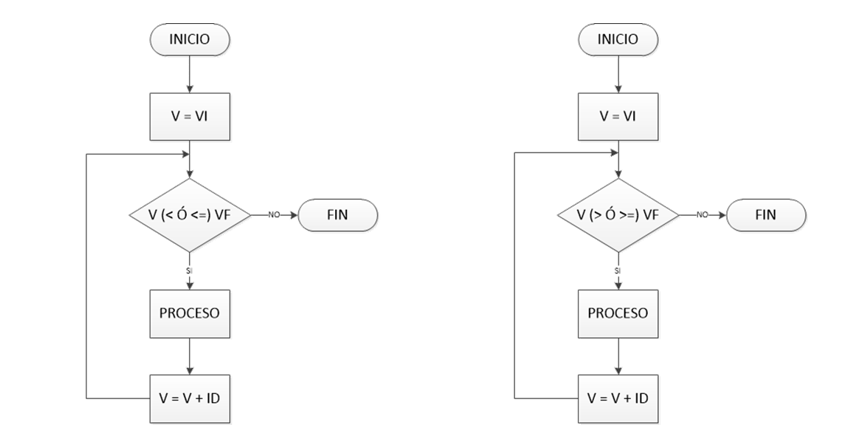 INICIO
V = VI
V (< Ó <=) VF
NO
FIN
SI
PROCESO
V = V + ID
INICIO
V = VI
V (> Ó >=) VF
NO
FIN
SI
PROCESO
V = V + ID